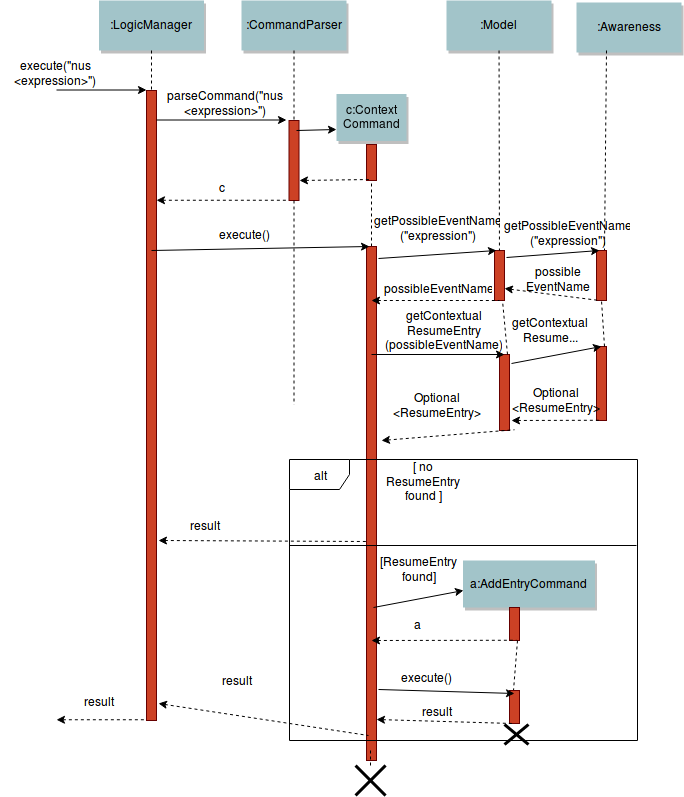 :LogicManager
:CommandParser
:Model
:Awareness
execute("nus
<expression>")
parseCommand("nus
<expression>")
c:Context
Command
c
execute()
getPossibleEventName
("expression")
getPossibleEventName
("expression")
possible
EventName
possibleEventName
getContextual
ResumeEntry
(possibleEventName)
getContextual
Resume...
Optional
<ResumeEntry>
Optional
<ResumeEntry>
alt
[ no
ResumeEntry
found ]
result
[ResumeEntry
found]
a:AddEntryCommand
a
execute()
result
result
result